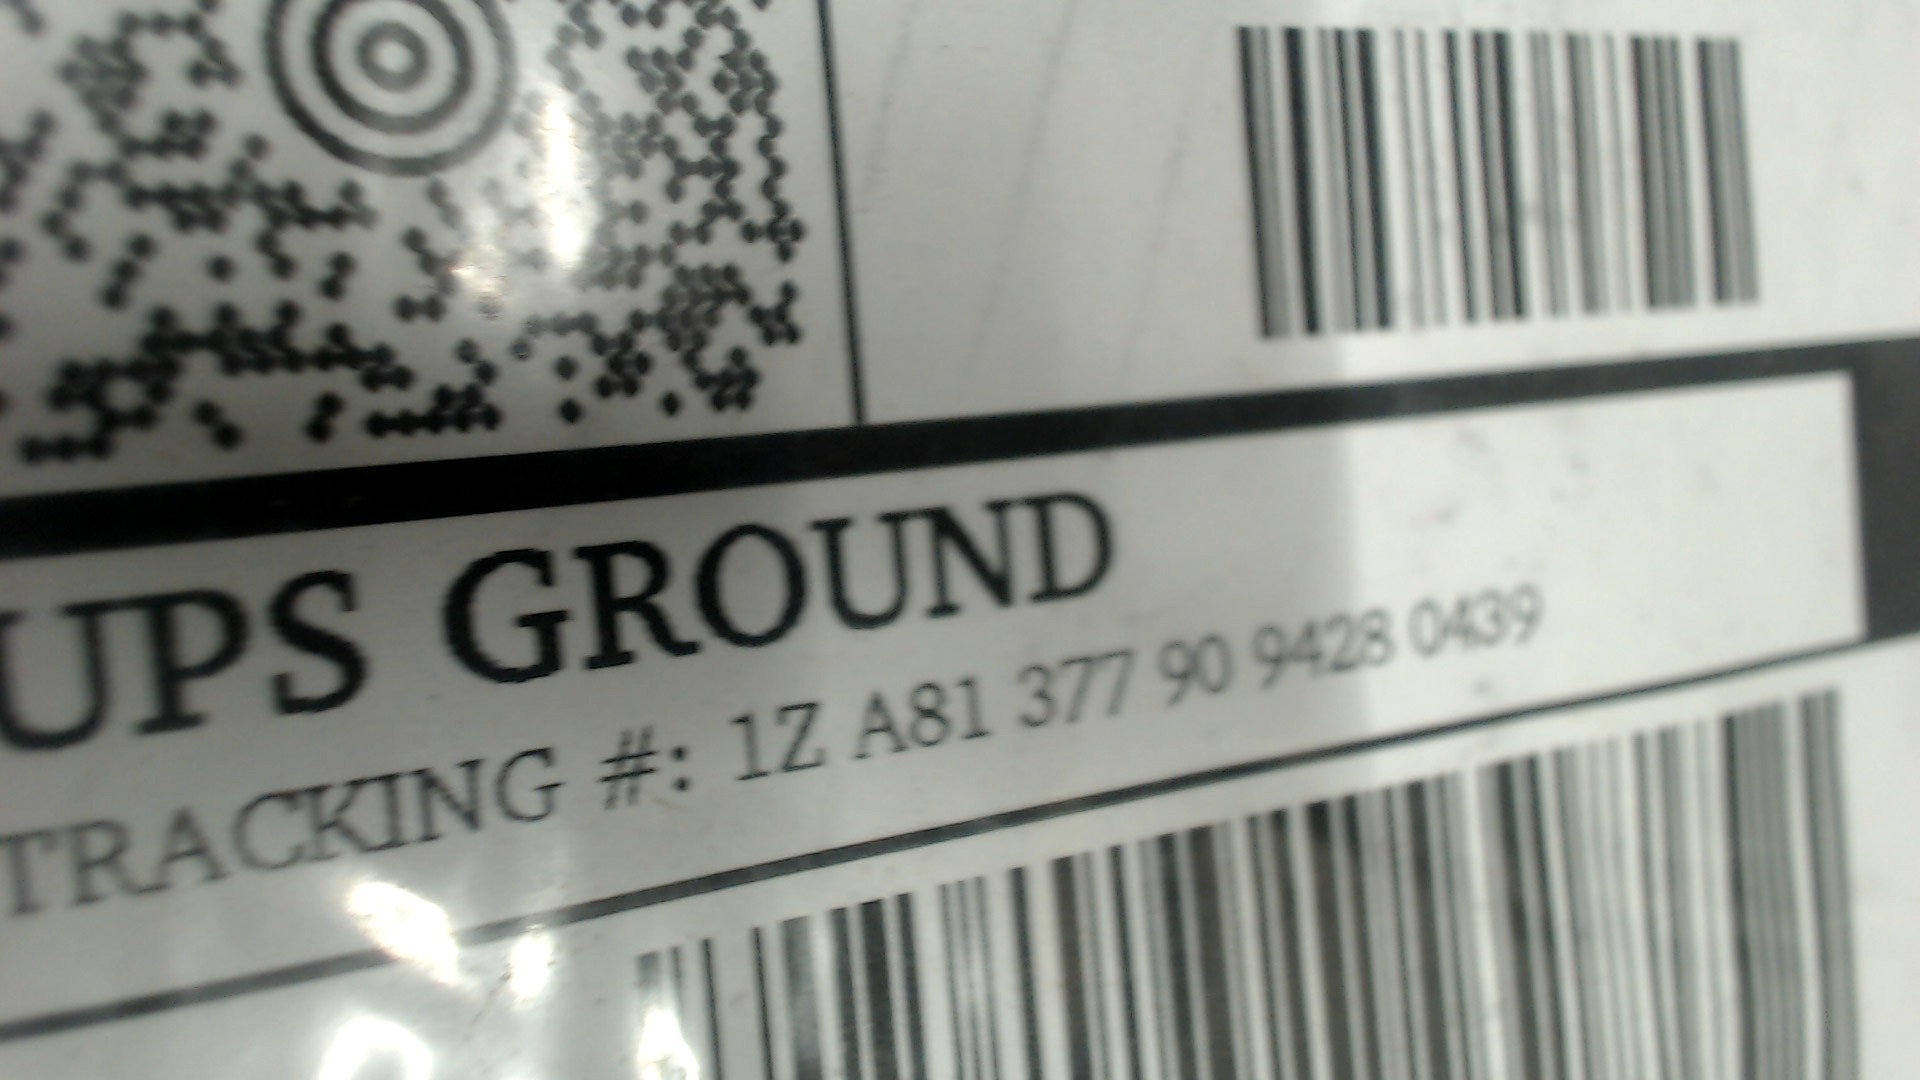 UPS GROUND
TRACKING #: 1Z A81 377 90 9428 0439